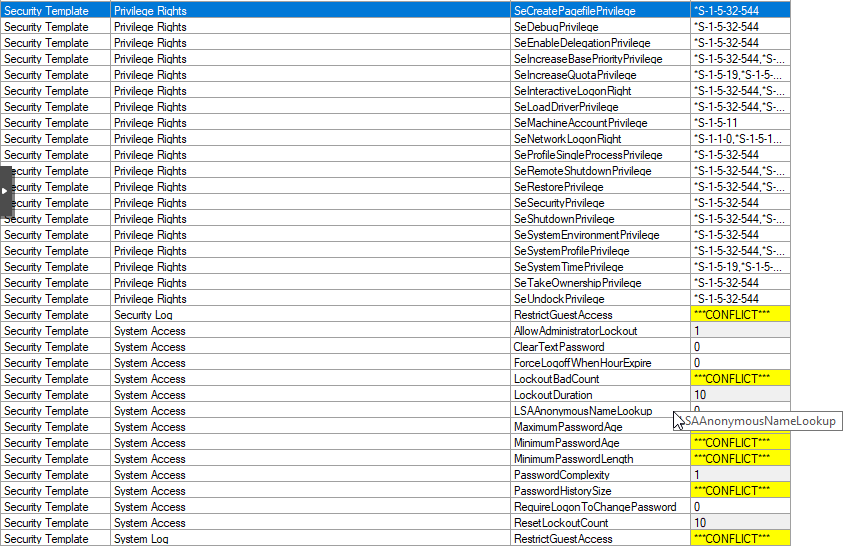 Security Template Privilege Rights SeCreatePagefilePrivilege *S-1-5-32-544
Security Template Privilege Rights SeDebugPrivilege *S-1-5-32-544
Security Template Privilege Rights SeEnableDelegationPrivilege *S-1-5-32-544
Security Template Privilege Rights SeIncreaseBasePriorityPrivilege *S-1-5-32-544,*S-...
Security Template Privilege Rights SeIncreaseQuotaPrivilege *S-1-5-19,*S-1-5-...
Security Template Privilege Rights SeInteractiveLogonRight *S-1-5-32-544,*S-...
Security Template Privilege Rights SeLoadDriverPrivilege *S-1-5-32-544,*S-...
Security Template Privilege Rights SeMachineAccountPrivilege *S-1-5-11
Security Template Privilege Rights SeNetworkLogonRight *S-1-1-0,*S-1-5-1...
Security Template Privilege Rights SeProfileSingleProcessPrivilege *S-1-5-32-544
Security Template Privilege Rights SeRemoteShutdownPrivilege *S-1-5-32-544,*S-...
Security Template Privilege Rights SeRestorePrivilege *S-1-5-32-544,*S-...
Security Template Privilege Rights SeSecurityPrivilege *S-1-5-32-544
Security Template Privilege Rights SeShutdownPrivilege *S-1-5-32-544,*S-...
Security Template Privilege Rights SeSystemEnvironmentPrivilege *S-1-5-32-544
Security Template Privilege Rights SeSystemProfilePrivilege *S-1-5-32-544,*S-...
Security Template Privilege Rights SeSystemTimePrivilege *S-1-5-19,*S-1-5-...
Security Template Privilege Rights SeTakeOwnershipPrivilege *S-1-5-32-544
Security Template Privilege Rights SeUndockPrivilege *S-1-5-32-544
Security Template Security Log RestrictGuestAccess ***CONFLICT***
Security Template System Access AllowAdministratorLockout 1
Security Template System Access ClearTextPassword 0
Security Template System Access ForceLogoffWhenHourExpire 0
Security Template System Access LockoutBadCount ***CONFLICT***
Security Template System Access LockoutDuration 10
Security Template System Access LSAAnonymousNameLookup 0
LSAAnonymousNameLookup
Security Template System Access MaximumPasswordAge
Security Template System Access MinimumPasswordAge ***CONFLICT***
Security Template System Access MinimumPasswordLength ***CONFLICT***
Security Template System Access PasswordComplexity 1
Security Template System Access PasswordHistorySize ***CONFLICT***
Security Template System Access RequireLogonToChangePassword 0
Security Template System Access ResetLockoutCount 10
Security Template System Log RestrictGuestAccess ***CONFLICT***